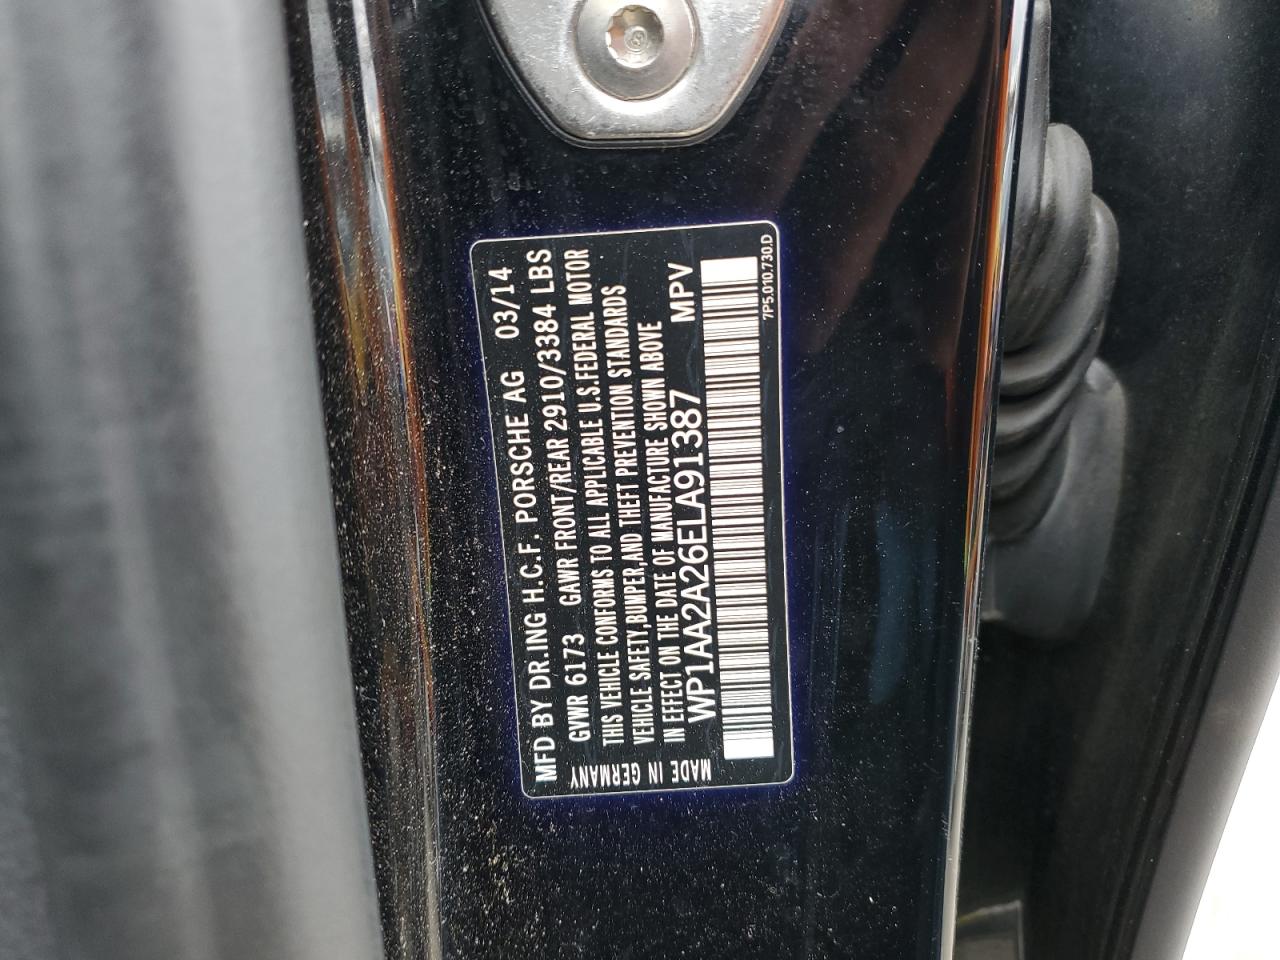 MFD BY DR.ING H.C.F. PORSCHE AG 03/14
GVWR 6173 GAWR FRONT/REAR 2910/3384 LBS
THIS VEHICLE CONFORMS TO ALL APPLICABLE U.S.FEDERAL MOTOR
VEHICLE SAFETY,BUMPER,AND THEFT PREVENTION STANDARDS
IN EFFECT ON THE DATE OF MANUFACTURE SHOWN ABOVE
WP1AA2A26ELA91387 MPV
MADE IN GERMANY
7P5.010.730.D